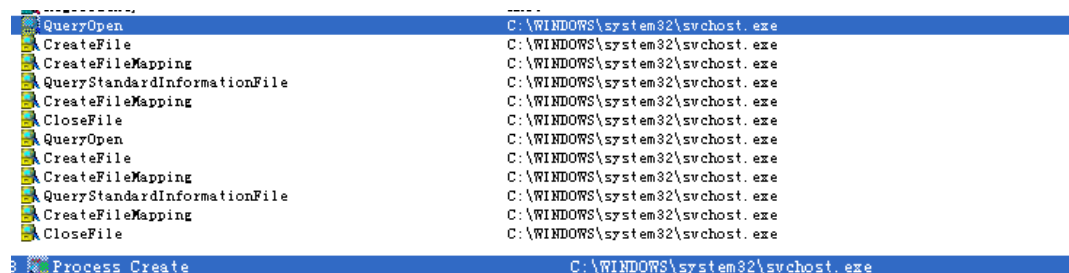 QueryOpen C:\WINDOWS\system32\svchost.exe
CreateFile C:\WINDOWS\system32\svchost.exe
CreateFileMapping C:\WINDOWS\system32\svchost.exe
QueryStandardInformationFile C:\WINDOWS\system32\svchost.exe
CreateFileMapping C:\WINDOWS\system32\svchost.exe
CloseFile C:\WINDOWS\system32\svchost.exe
QueryOpen C:\WINDOWS\system32\svchost.exe
CreateFile C:\WINDOWS\system32\svchost.exe
CreateFileMapping C:\WINDOWS\system32\svchost.exe
QueryStandardInformationFile C:\WINDOWS\system32\svchost.exe
CreateFileMapping C:\WINDOWS\system32\svchost.exe
CloseFile C:\WINDOWS\system32\svchost.exe
Process Create C:\WINDOWS\system32\svchost.exe